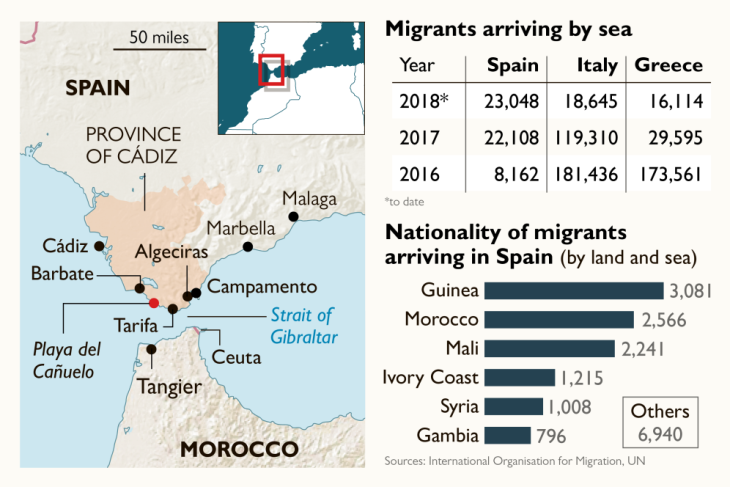 50 miles
SPAIN
PROVINCE
OF CÁDIZ
Malaga
Marbella
Cádiz
Algeciras
Barbate
Campamento
Tarifa
Strait of
Gibraltar
Playa del
Cañuelo
Ceuta
Tangier
MOROCCO
Migrants arriving by sea
Year Spain Italy Greece
2018* 23,048 18,645 16,114
2017 22,108 119,310 29,595
2016 8,162 181,436 173,561
*to date
Nationality of migrants
arriving in Spain (by land and sea)
Guinea 3,081
Morocco 2,566
Mali 2,241
Ivory Coast 1,215
Syria 1,008
Gambia 796
Others
6,940
Sources: International Organisation for Migration, UN